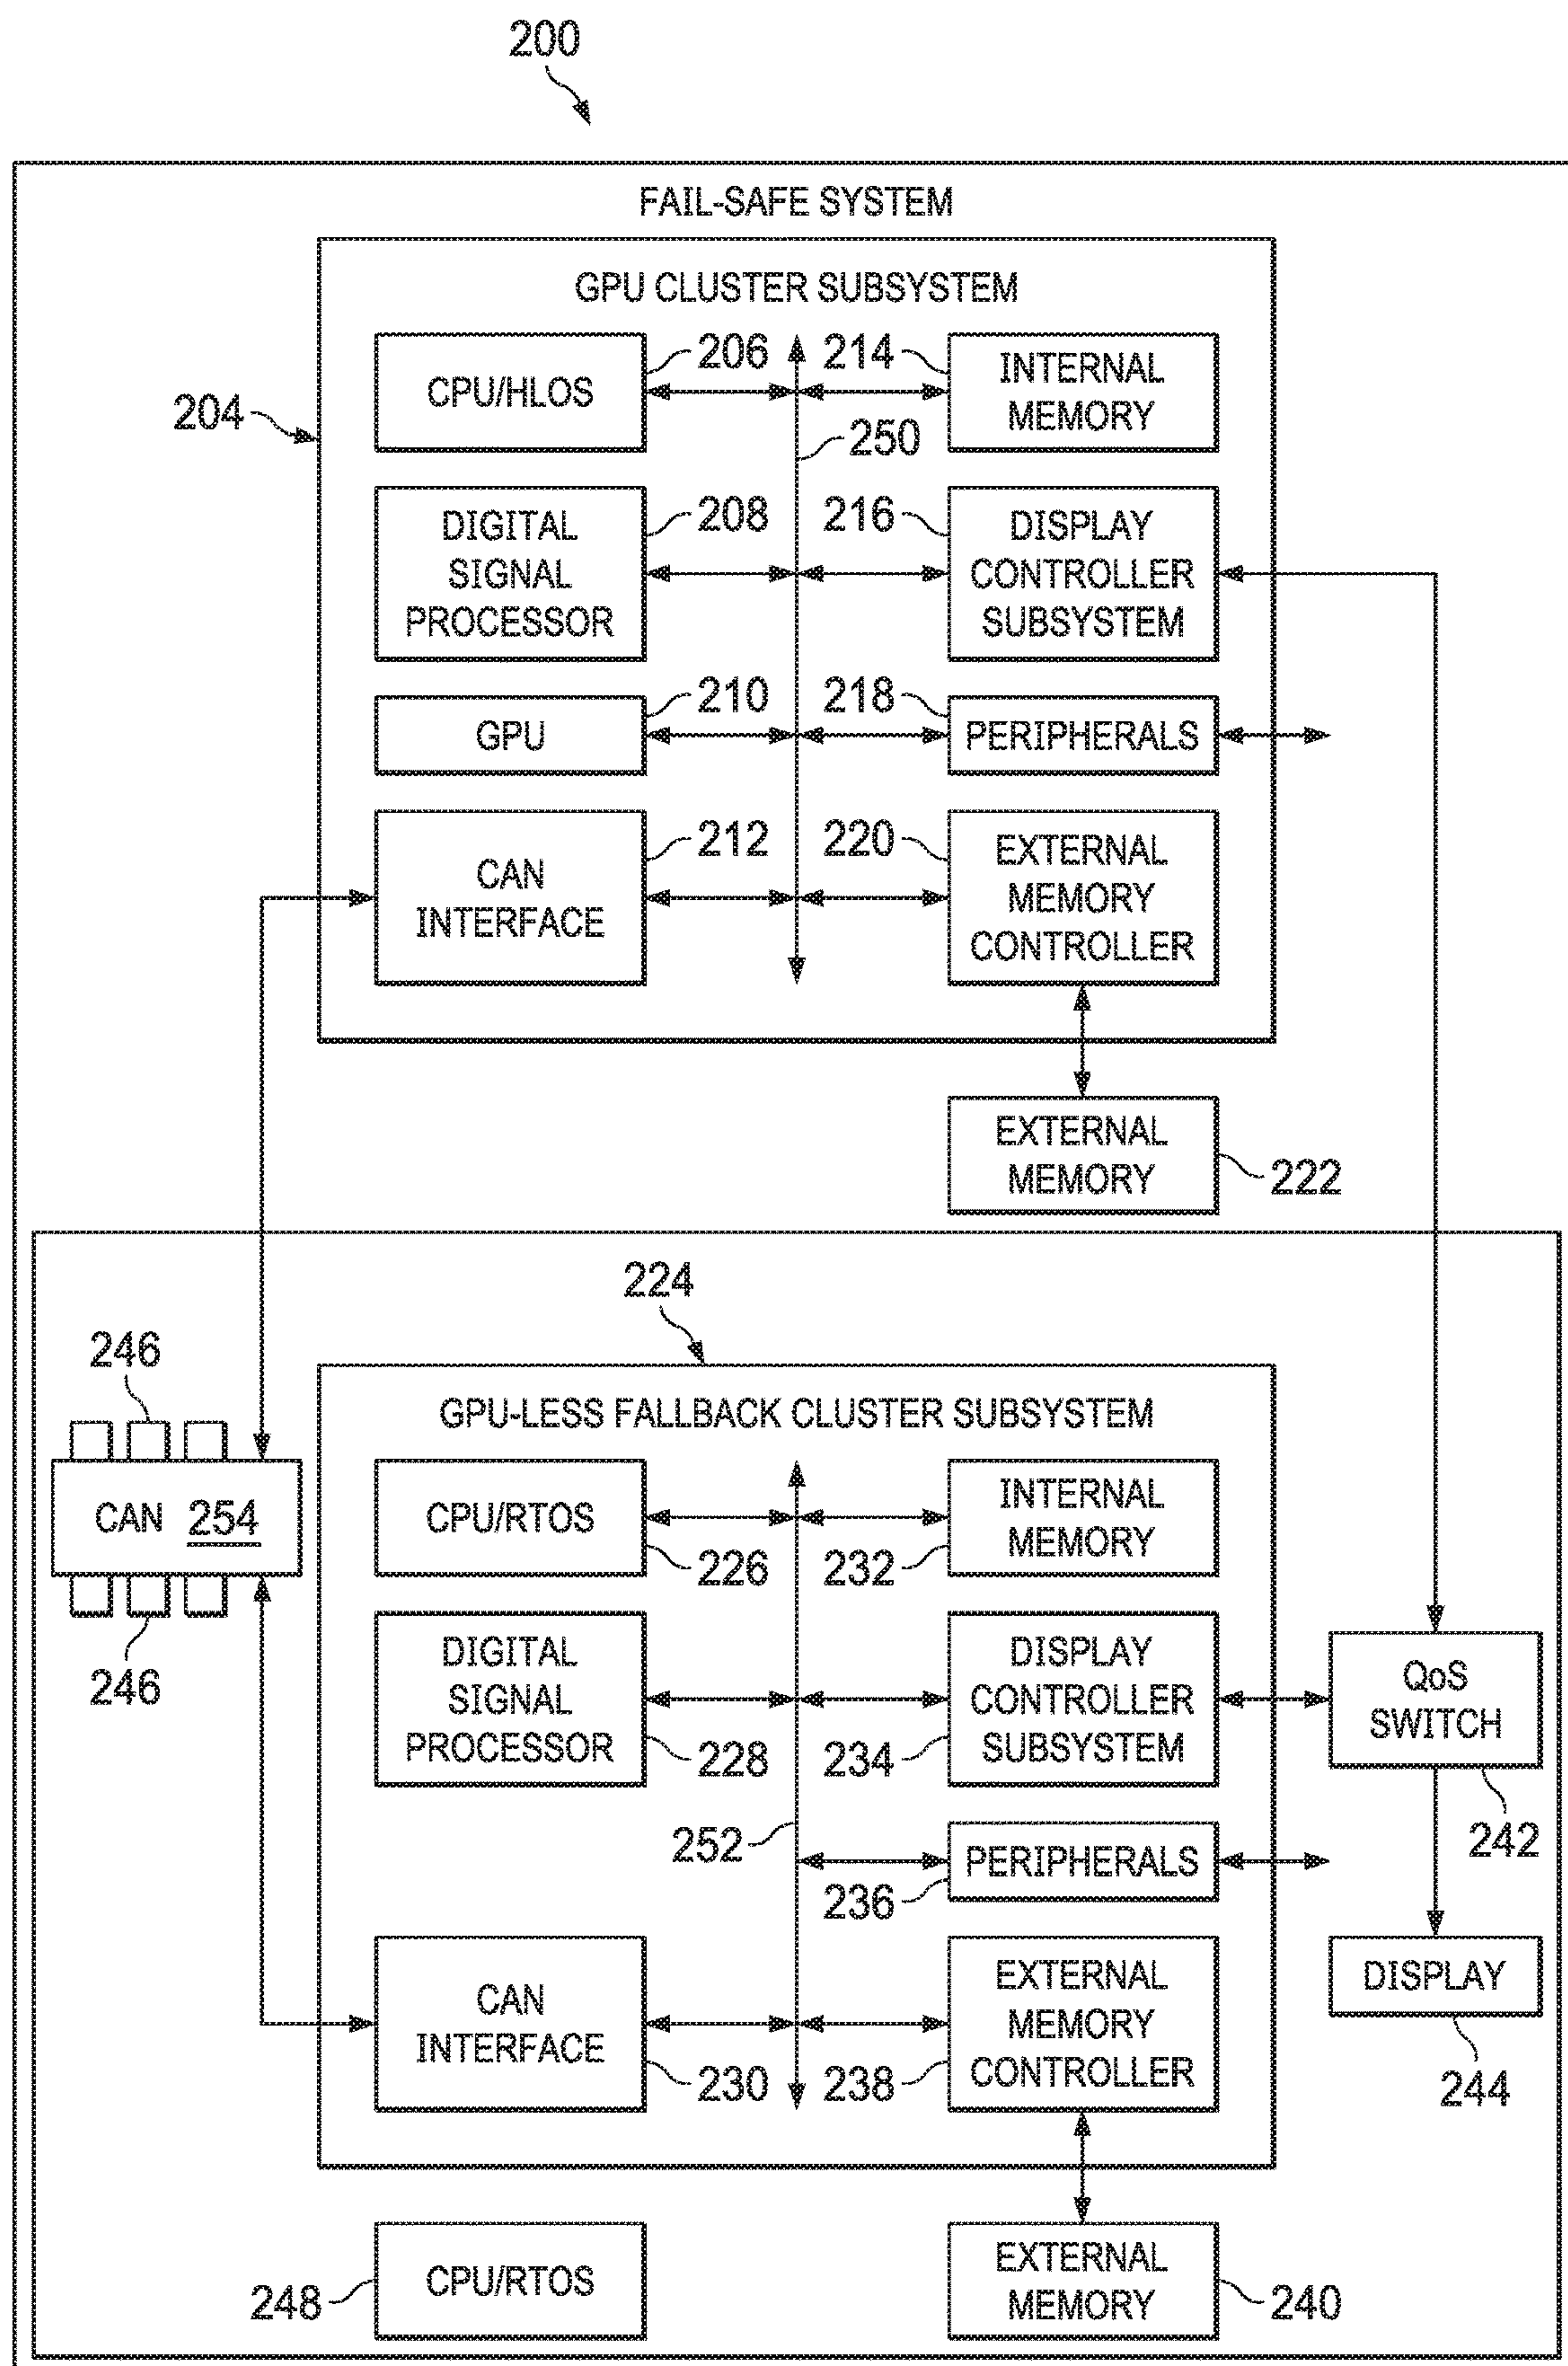 200
FAIL-SAFE SYSTEM
GPU CLUSTER SUBSYSTEM
204
CPU/HLOS
206
214
INTERNAL
MEMORY
250
DIGITAL
SIGNAL
PROCESSOR
208
216
DISPLAY
CONTROLLER
SUBSYSTEM
GPU
210
218
PERIPHERALS
CAN
INTERFACE
212
220
EXTERNAL
MEMORY
CONTROLLER
EXTERNAL
MEMORY
222
224
GPU-LESS FALLBACK CLUSTER SUBSYSTEM
246
CAN 254
246
CPU/RTOS
226
232
INTERNAL
MEMORY
DIGITAL
SIGNAL
PROCESSOR
228
234
DISPLAY
CONTROLLER
SUBSYSTEM
QoS
SWITCH
242
252
236
PERIPHERALS
CAN
INTERFACE
230
238
EXTERNAL
MEMORY
CONTROLLER
DISPLAY
244
248
CPU/RTOS
EXTERNAL
MEMORY
240